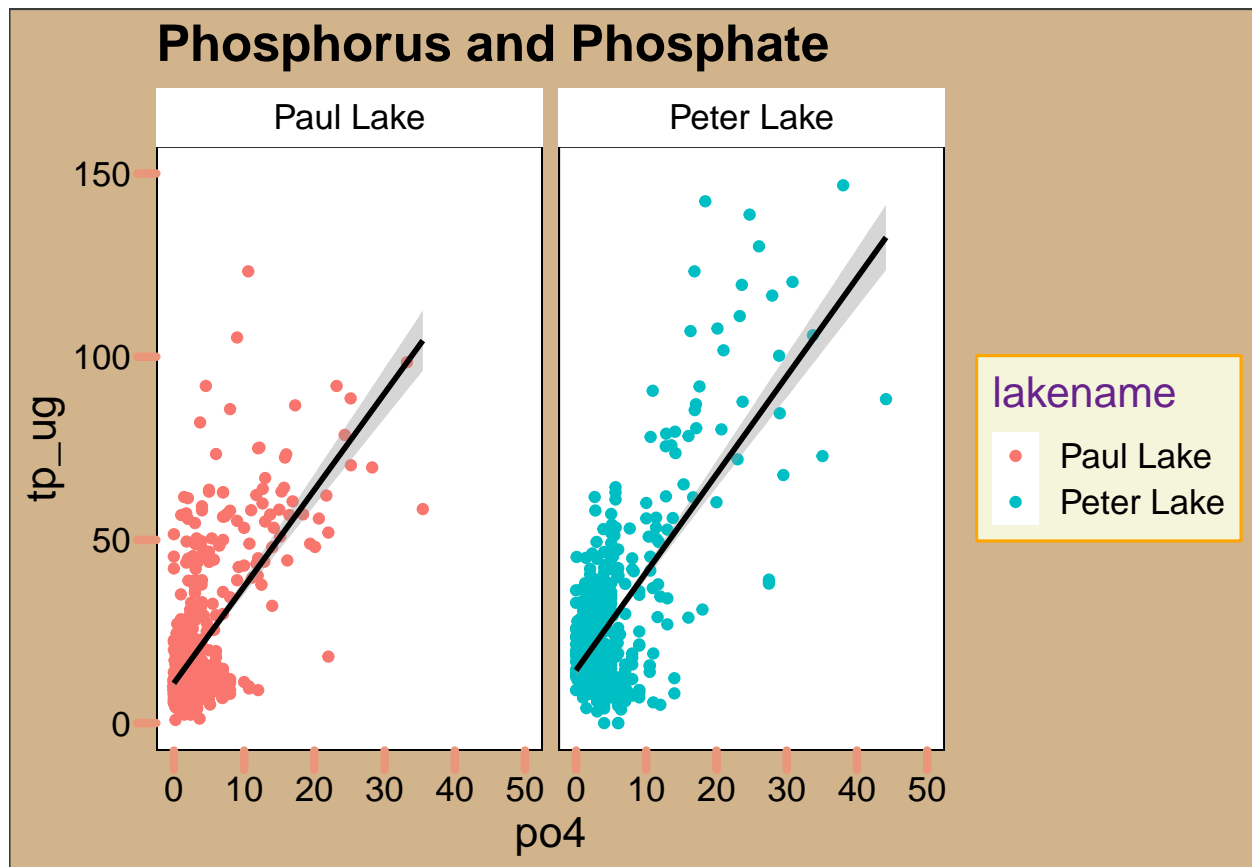 Phosphorus and Phosphate
Paul Lake
Peter Lake
150
100
50
0
tp_ug
0 10 20 30 40 50
0 10 20 30 40 50
po4
lakename
Paul Lake
Peter Lake